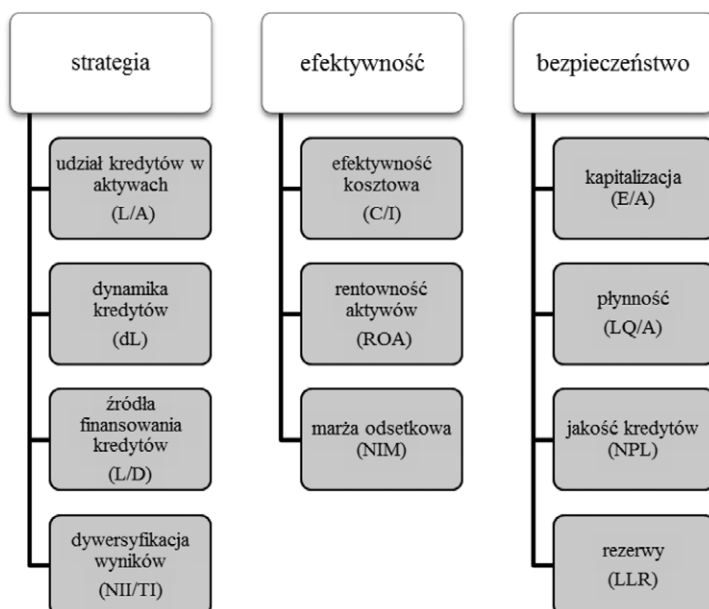 strategia
udział kredytów w
aktywach
(L/A)
dynamika
kredytów
(dL)
źródła
finansowania
kredytów
(L/D)
dywersyfikacja
wyników
(NII/TI)
efektywność
efektywność
kosztowa
(C/I)
rentowność
aktywów
(ROA)
marża odsetkowa
(NIM)
bezpieczeństwo
kapitalizacja
(E/A)
płynność
(LQ/A)
jakość kredytów
(NPL)
rezerwy
(LLR)